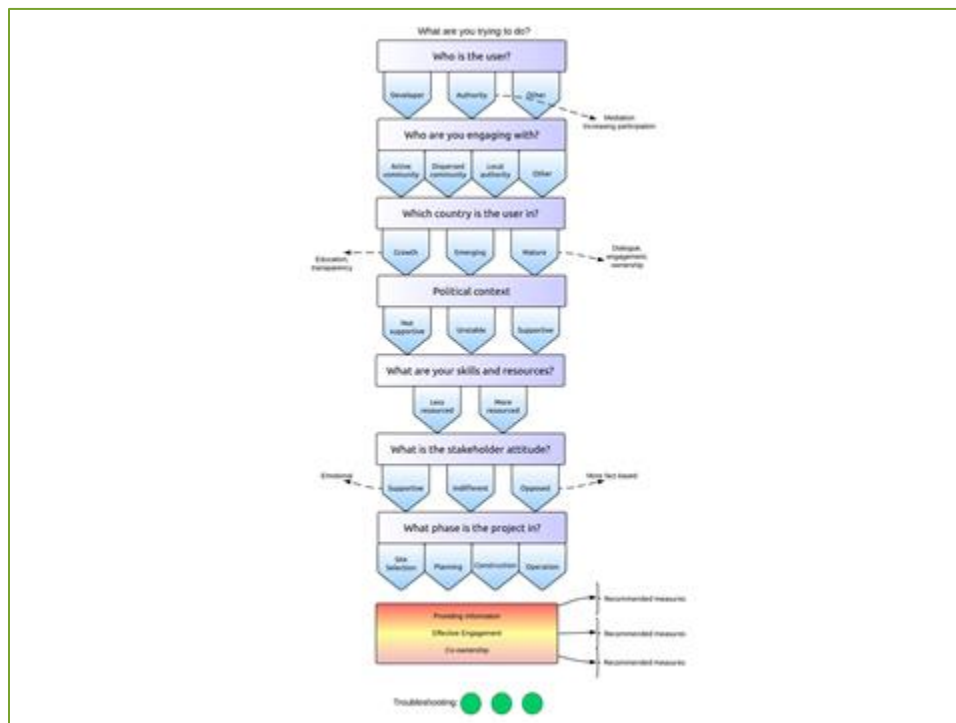 What are you trying to do?
Who is the user?
Developer
Authority
Other
Mediation
Increasing participation
Who are you engaging with?
Active
community
Dispersed
community
Local
authority
Other
Which country is the user in?
Growth
Emerging
Mature
Education,
transparency
Dialogue,
engagement,
ownership
Political context
Not
supportive
Unstable
Supportive
What are your skills and resources?
Less
resourced
More
resourced
What is the stakeholder attitude?
Emotional
Supportive
Indifferent
Opposed
More fact based
What phase is the project in?
Site
Selection
Planning
Construction
Operation
Providing Information
Effective Engagement
Co-ownership
Recommended measures
Recommended measures
Recommended measures
Troubleshooting: